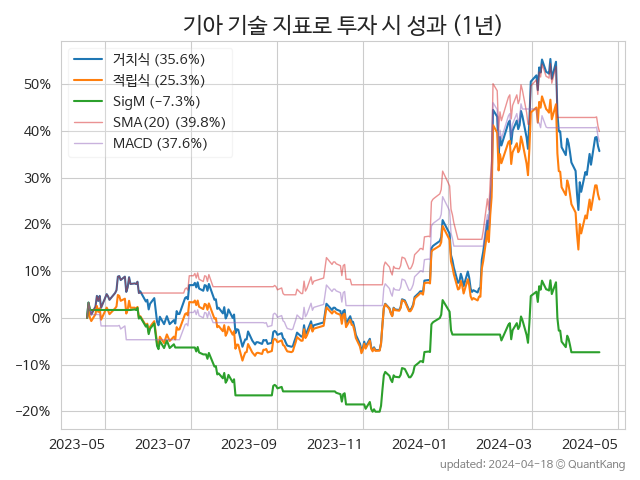 기아 기술 지표로 투자 시 성과 (1년)
거치식 (35.6%)
적립식 (25.3%)
SigM (−7.3%)
SMA(20) (39.8%)
MACD (37.6%)
50%
40%
30%
20%
10%
0%
−10%
−20%
2023-05 2023-07 2023-09 2023-11 2024-01 2024-03 2024-05
updated: 2024-04-18 © QuantKang